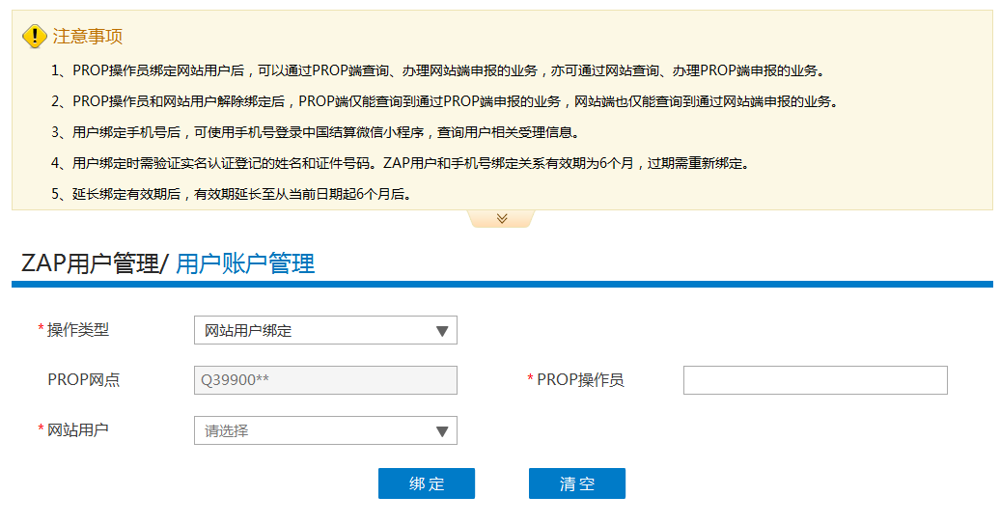 注意事项
1、PROP操作员绑定网站用户后，可以通过PROP端查询、办理网站端申报的业务，亦可通过网站查询、办理PROP端申报的业务。
2、PROP操作员和网站用户解除绑定后，PROP端仅能查询到通过PROP端申报的业务，网站端也仅能查询到通过网站端申报的业务。
3、用户绑定手机号后，可使用手机号登录中国结算微信小程序，查询用户相关受理信息。
4、用户绑定时需验证实名认证登记的姓名和证件号码。ZAP用户和手机号绑定关系有效期为6个月，过期需重新绑定。
5、延长绑定有效期后，有效期延长至从当前日期起6个月后。
ZAP用户管理/ 用户账户管理
*操作类型 网站用户绑定
PROP网点 Q39900** *PROP操作员
*网站用户 请选择
绑定 清空